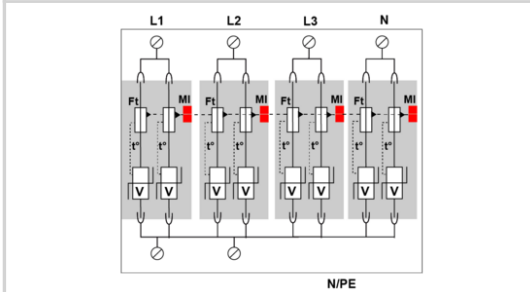 L1 L2 L3 N
Ft MI Ft MI Ft MI Ft MI
t° t° t° t° t° t° t° t°
V V V V V V V V
N/PE